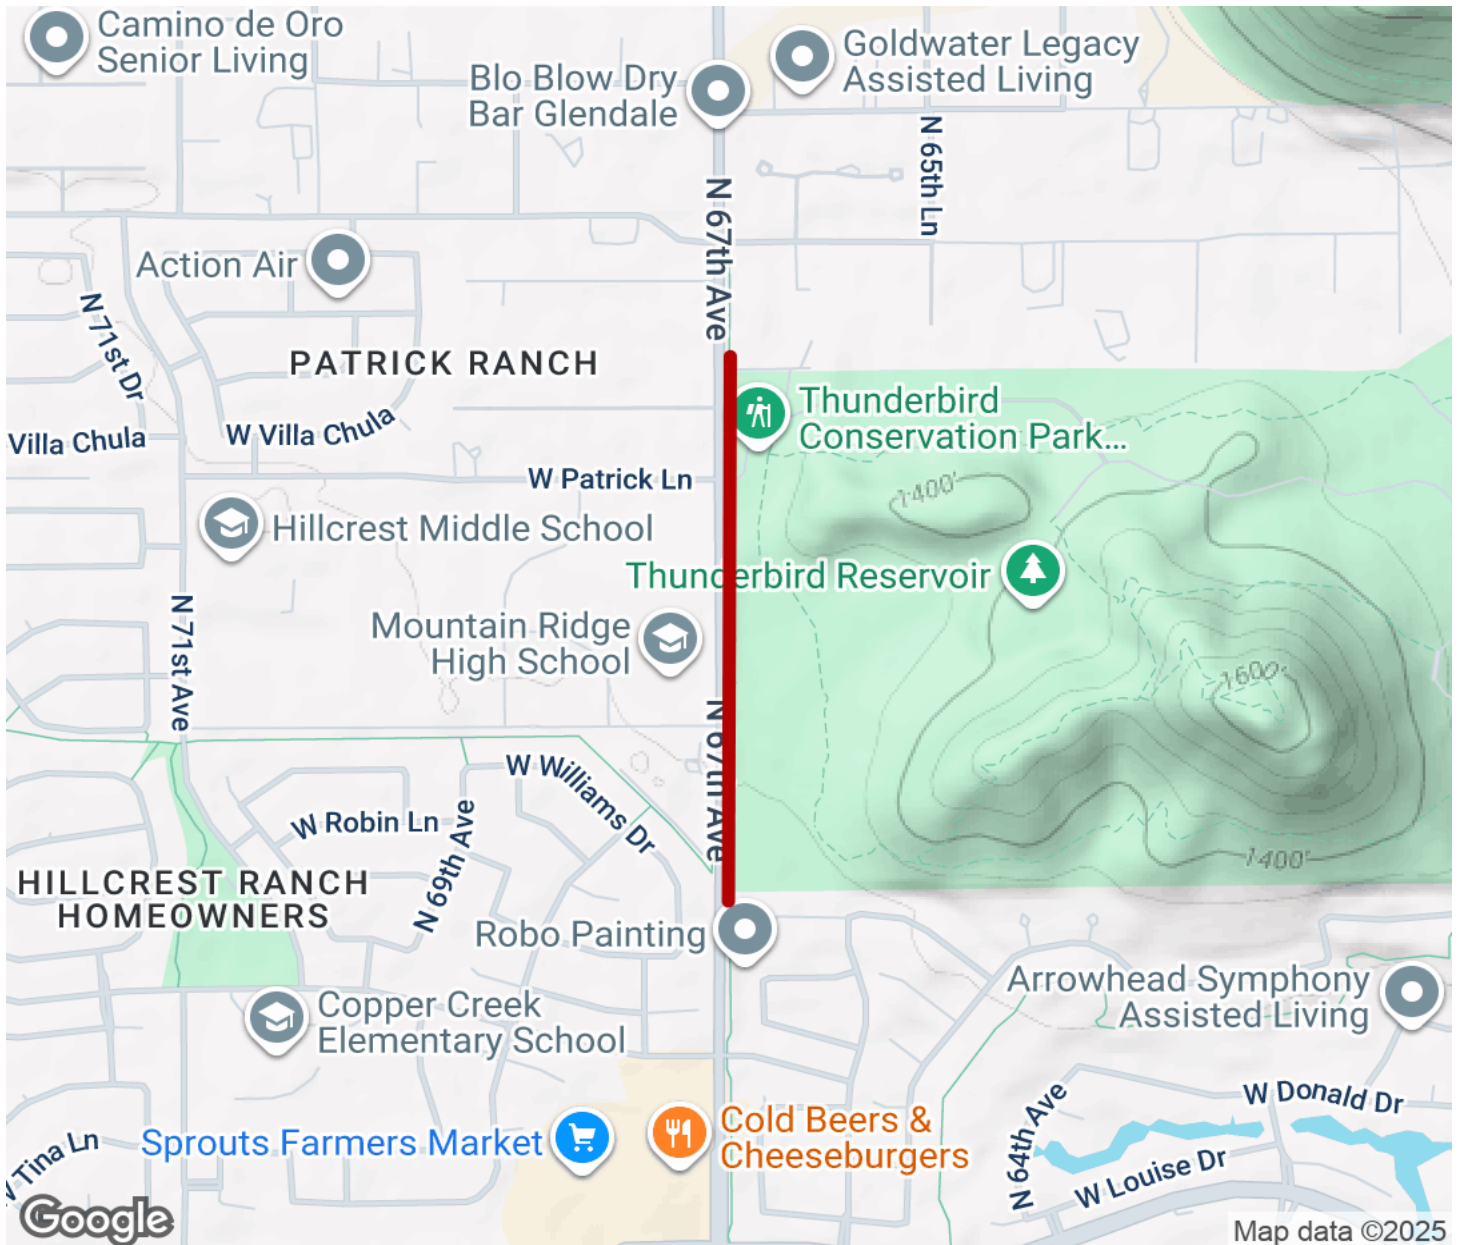 Camino de Oro
Senior Living
Goldwater Legacy
Assisted Living
Blo Blow Dry
Bar Glendale
N 65th Ln
N 67th Ave
Action Air
N 71st Dr
PATRICK RANCH
Thunderbird
Conservation Park...
Villa Chula
W Villa Chula
W Patrick Ln
1400'
Hillcrest Middle School
Thunderbird Reservoir
N 71st Ave
Mountain Ridge
High School
1600'
N 67th Ave
W Williams Dr
W Robin Ln
N 69th Ave
1400'
HILLCREST RANCH
HOMEOWNERS
Robo Painting
Arrowhead Symphony
Assisted Living
Copper Creek
Elementary School
N 64th Ave
W Donald Dr
Cold Beers &
Cheeseburgers
Sprouts Farmers Market
W Tina Ln
W Louise Dr
Google
Map data ©2025